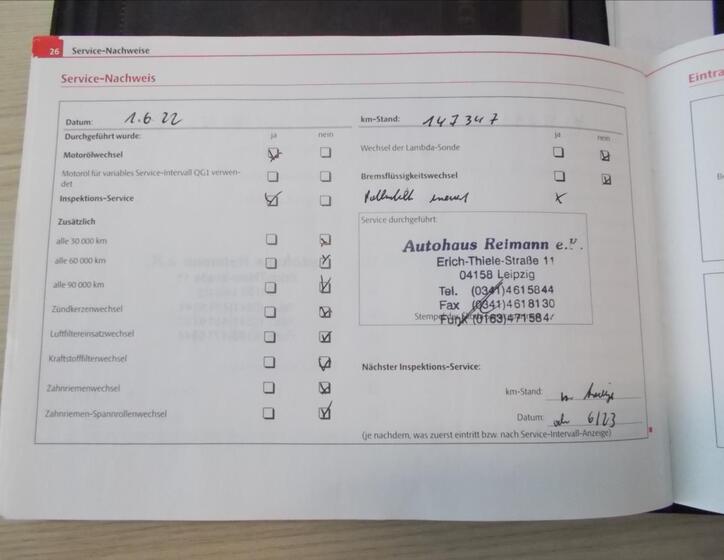 26 Service-Nachweise
Service-Nachweis
Datum: 1.6.22
Durchgeführt wurde: ja nein
Motorölwechsel
Motoröl für variables Service-Intervall QG1 verwen-
det
Inspektions-Service
Zusätzlich
alle 30 000 km
alle 60 000 km
alle 90 000 km
Zündkerzenwechsel
Luftfiltereinsatzwechsel
Kraftstofffilterwechsel
Zahnriemenwechsel
Zahnriemen-Spannrollenwechsel
km-Stand: 147347
ja nein
Wechsel der Lambda-Sonde
Bremsflüssigkeitswechsel
Service durchgeführt:
Autohaus Reimann e.K.
Erich-Thiele-Straße 11
04158 Leipzig
Tel. (0341)4615844
Fax (0341)4618130
Funk (0163)471584
Nächster Inspektions-Service:
km-Stand:
Datum: 6/23
(je nachdem, was zuerst eintritt bzw. nach Service-Intervall-Anzeige)
Eintra